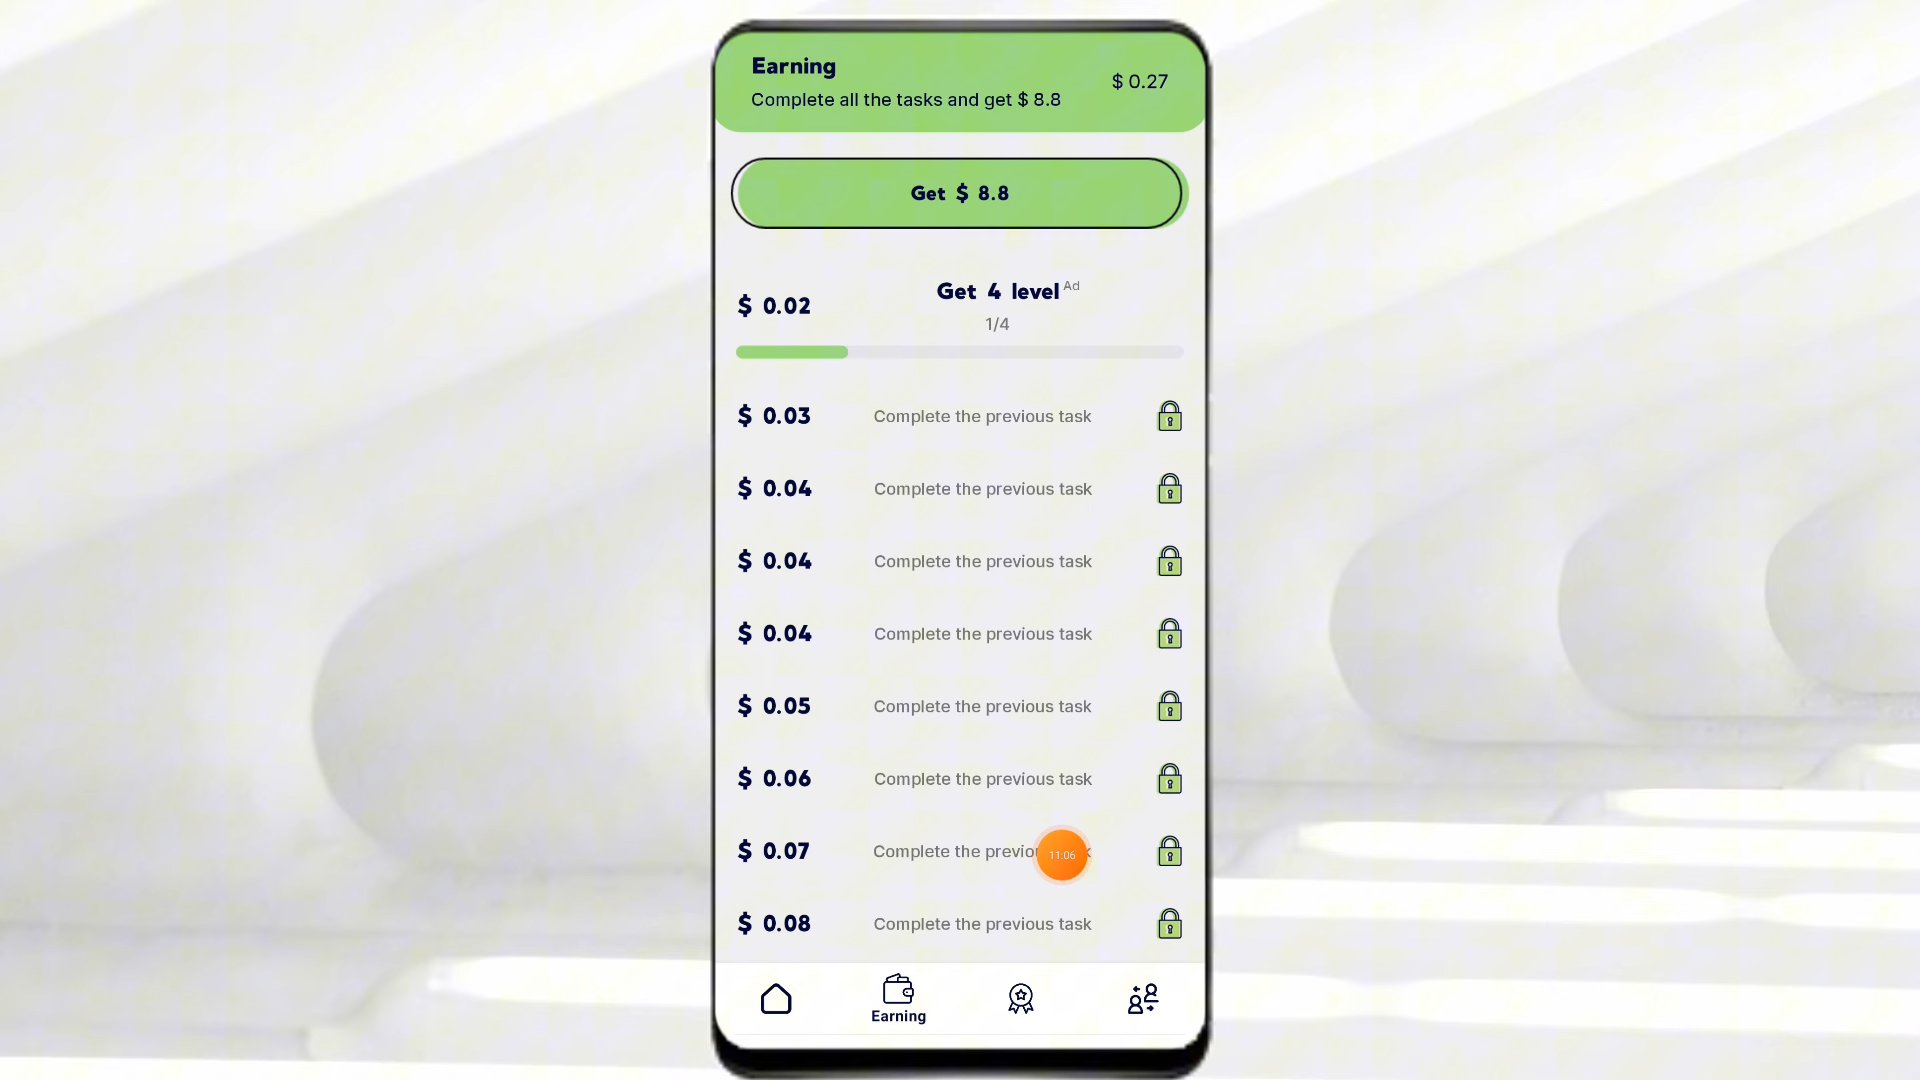 Earning
Complete all the tasks and get $ 8.8
$ 0.27
Get $ 8.8
$ 0.02
Get 4 level Ad
1/4
$ 0.03 Complete the previous task
$ 0.04 Complete the previous task
$ 0.04 Complete the previous task
$ 0.04 Complete the previous task
$ 0.05 Complete the previous task
$ 0.06 Complete the previous task
$ 0.07 Complete the previo 11:06 k
$ 0.08 Complete the previous task
Earning